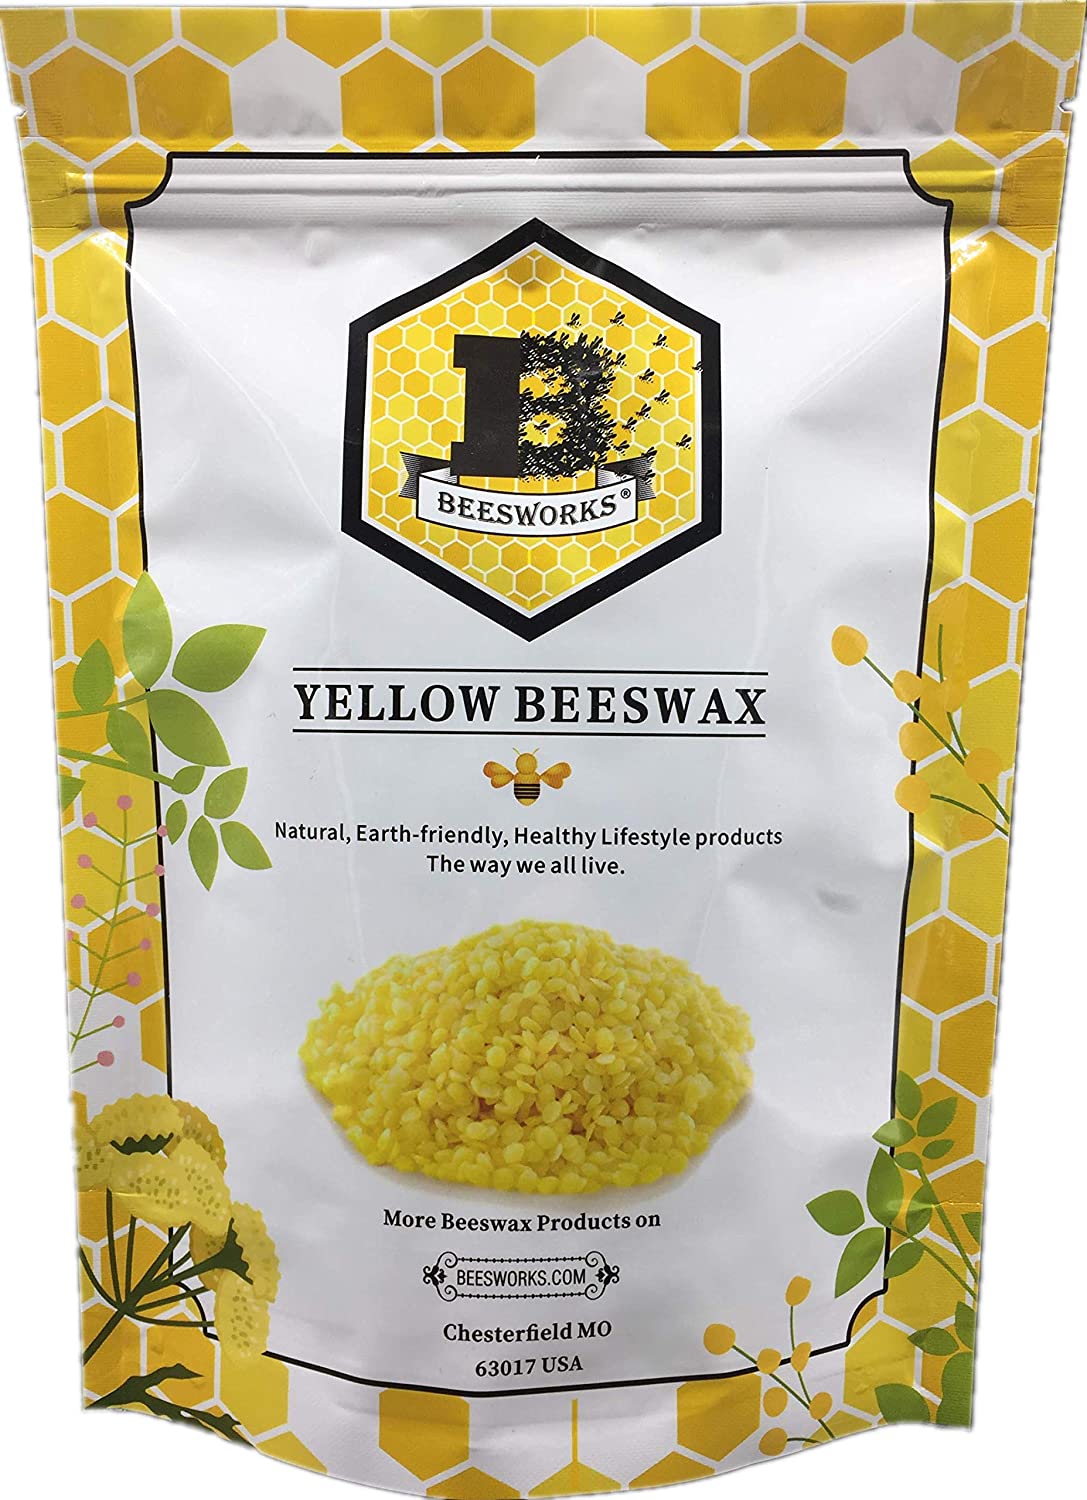 B
BEESWORKS®
YELLOW BEESWAX
Natural, Earth-friendly, Healthy Lifestyle products
The way we all live.
More Beeswax Products on
BEESWORKS.COM
Chesterfield MO
63017 USA